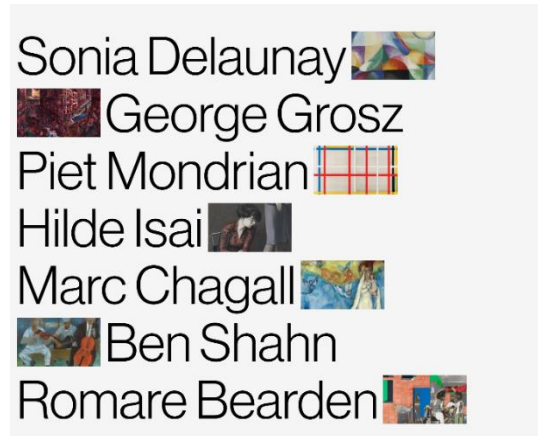 Sonia Delaunay
George Grosz
Piet Mondrian
Hilde Isai
Marc Chagall
Ben Shahn
Romare Bearden